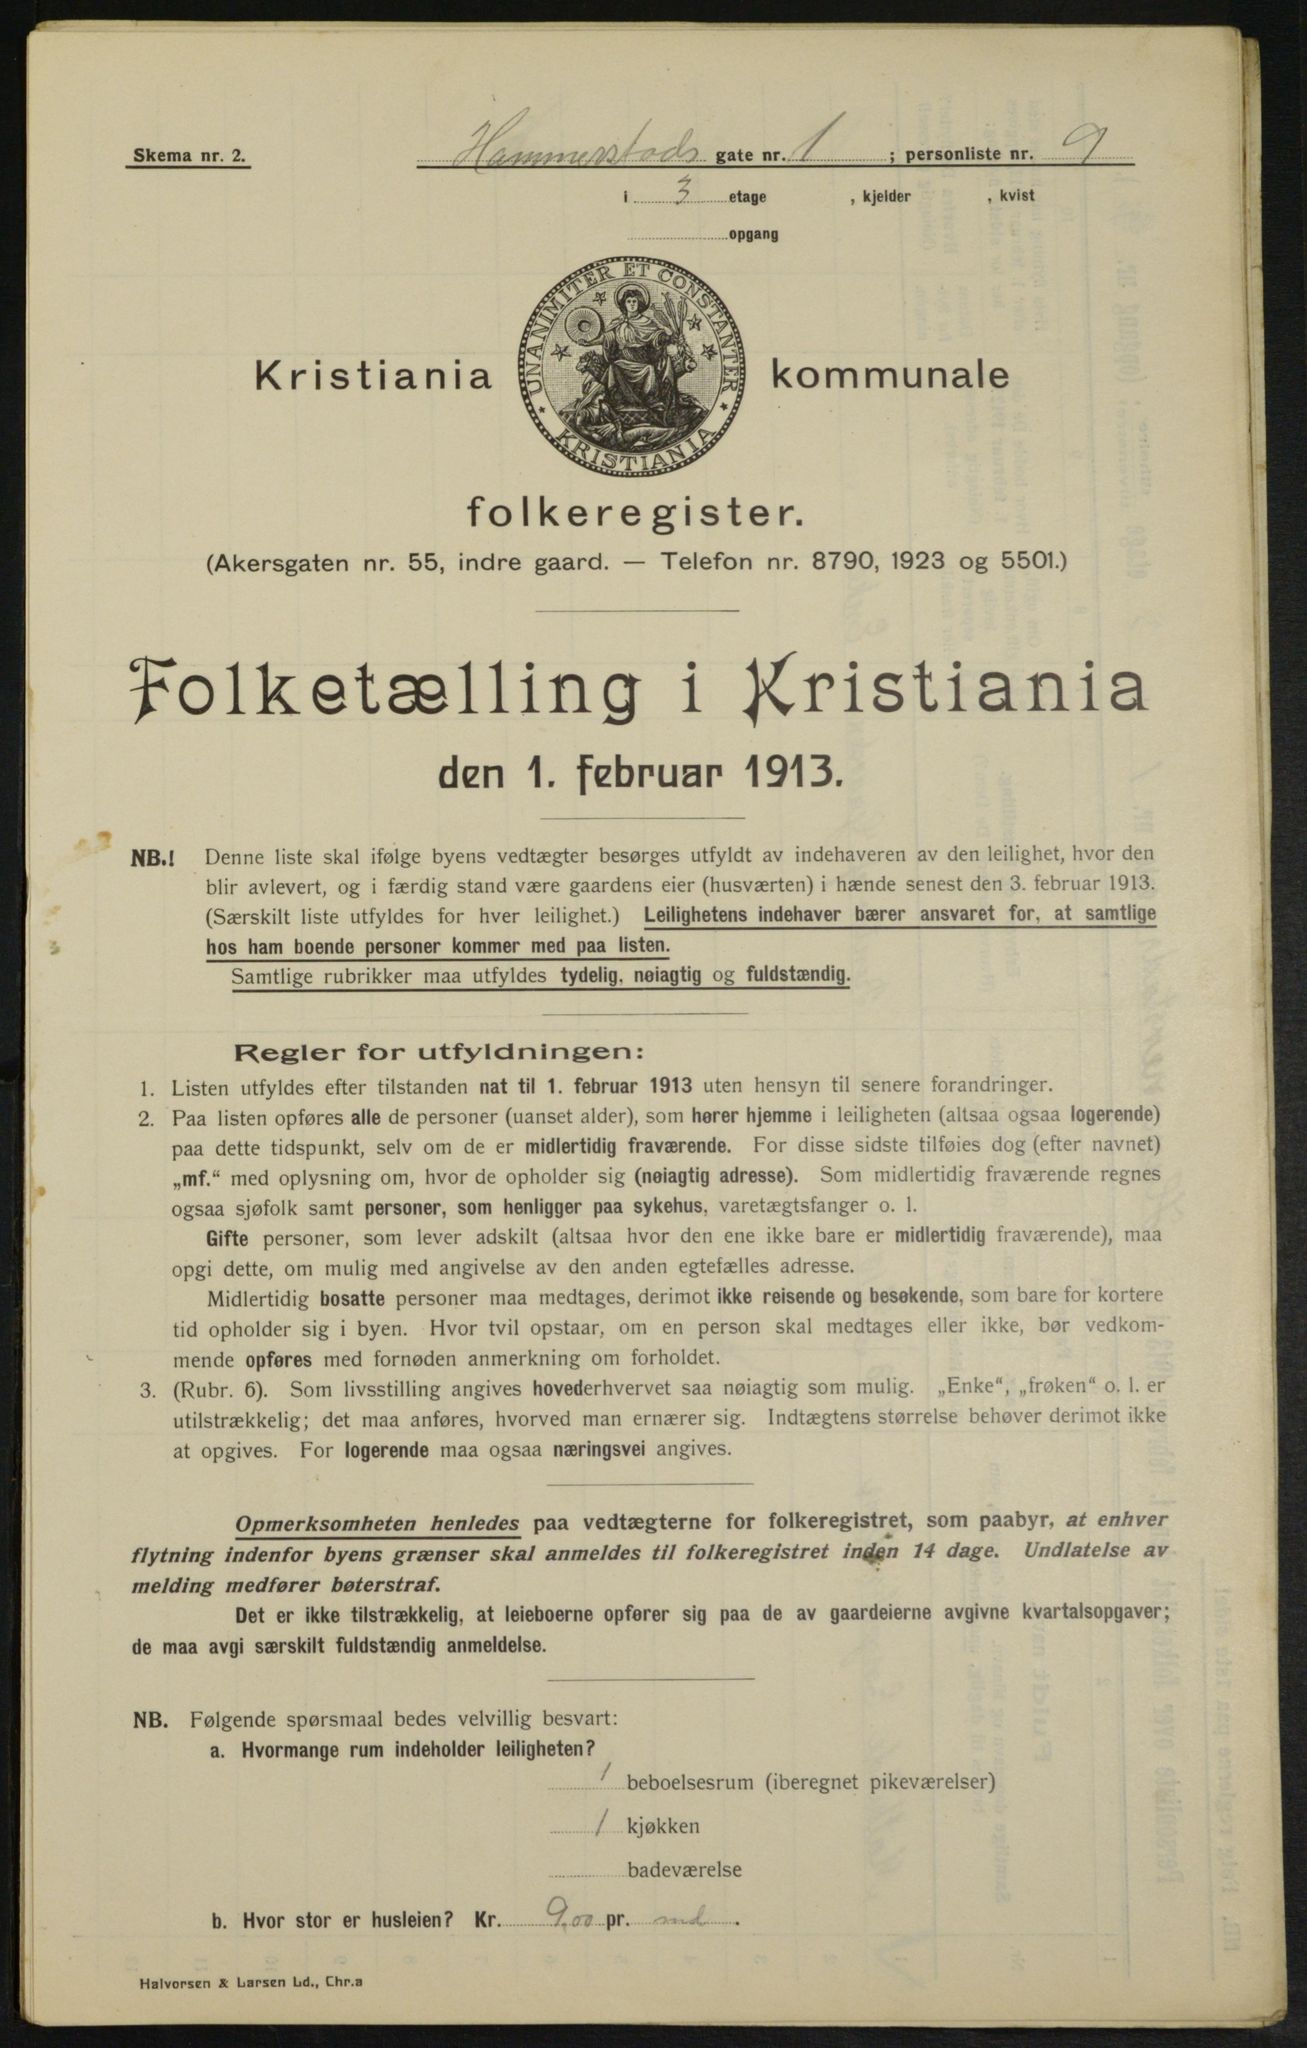 Skema nr. 2.
Hammerstads gate nr. 1 ; personliste nr. 9
i 3 etage , kjelder , kvist
opgang
UNANIMITER ET CONSTANTER
KRISTIANIA
Kristiania kommunale
folkeregister.
(Akersgaten nr. 55, indre gaard. — Telefon nr. 8790, 1923 og 5501.)
Folketælling i Kristiania
den 1. februar 1913.
NB.! Denne liste skal ifølge byens vedtægter besørges utfyldt av indehaveren av den leilighet, hvor den
blir avlevert, og i færdig stand være gaardens eier (husværten) i hænde senest den 3. februar 1913.
(Særskilt liste utfyldes for hver leilighet.) Leilighetens indehaver bærer ansvaret for, at samtlige
hos ham boende personer kommer med paa listen.
Samtlige rubrikker maa utfyldes tydelig, nøiagtig og fuldstændig.
Regler for utfyldningen:
1. Listen utfyldes efter tilstanden nat til 1. februar 1913 uten hensyn til senere forandringer.
2. Paa listen opføres alle de personer (uanset alder), som hører hjemme i leiligheten (altsaa ogsaa logerende)
paa dette tidspunkt, selv om de er midlertidig fraværende. For disse sidste tilføies dog (efter navnet)
„mf.“ med oplysning om, hvor de opholder sig (nøiagtig adresse). Som midlertidig fraværende regnes
ogsaa sjøfolk samt personer, som henligger paa sykehus, varetægtsfanger o. l.
Gifte personer, som lever adskilt (altsaa hvor den ene ikke bare er midlertidig fraværende), maa
opgi dette, om mulig med angivelse av den anden egtefælles adresse.
Midlertidig bosatte personer maa medtages, derimot ikke reisende og besøkende, som bare for kortere
tid opholder sig i byen. Hvor tvil opstaar, om en person skal medtages eller ikke, bør vedkom-
mende opføres med fornøden anmerkning om forholdet.
3. (Rubr. 6). Som livsstilling angives hovederhvervet saa nøiagtig som mulig. „Enke“, „frøken“ o. l. er
utilstrækkelig; det maa anføres, hvorved man ernærer sig. Indtægtens størrelse behøver derimot ikke
at opgives. For logerende maa ogsaa næringsvei angives.
Opmerksomheten henledes paa vedtægterne for folkeregistret, som paabyr, at enhver
flytning indenfor byens grænser skal anmeldes til folkeregistret inden 14 dage. Undlatelse av
melding medfører bøterstraf.
Det er ikke tilstrækkelig, at leieboerne opfører sig paa de av gaardeierne avgivne kvartalsopgaver;
de maa avgi særskilt fuldstændig anmeldelse.
NB. Følgende spørsmaal bedes velvillig besvart:
a. Hvormange rum indeholder leiligheten?
1 beboelsesrum (iberegnet pikeværelser)
1 kjøkken
badeværelse
b. Hvor stor er husleien? Kr. 9,00 pr. md.
Halvorsen & Larsen Ld., Chr.a